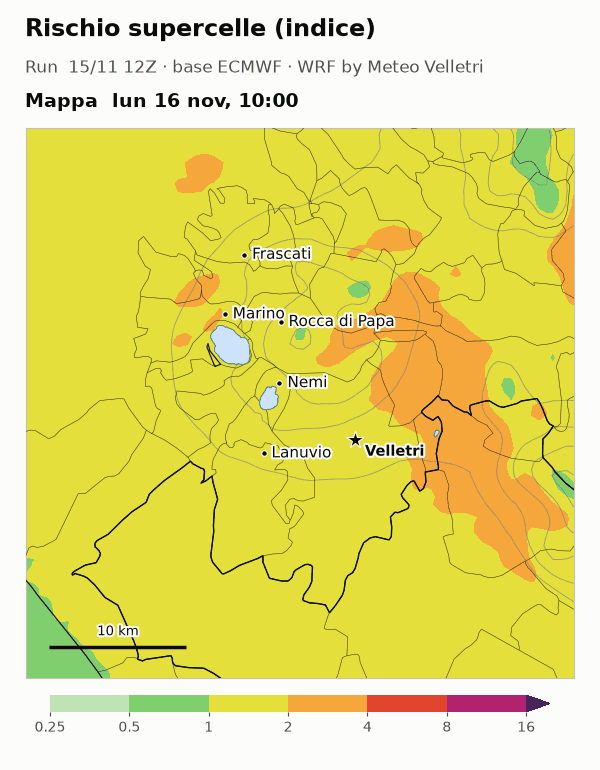 Rischio supercelle (indice)
Run  15/11 12Z · base ECMWF · WRF by Meteo Velletri
Mappa  lun 16 nov, 10:00
Frascati
Marino
Rocca di Papa
Nemi
Velletri
Lanuvio
10 km
0.25 0.5 1 2 4 8 16